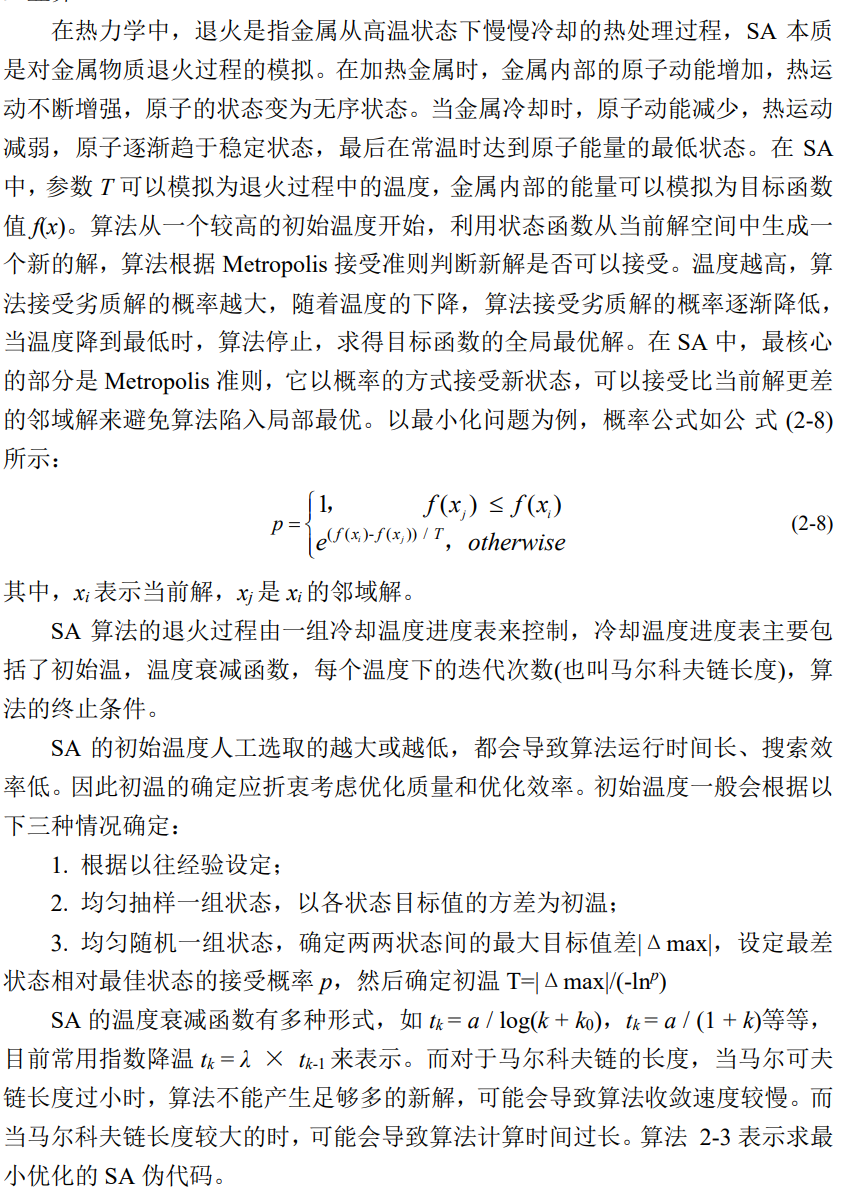 在热力学中，退火是指金属从高温状态下慢慢冷却的热处理过程，SA 本质
是对金属物质退火过程的模拟。在加热金属时，金属内部的原子动能增加，热运
动不断增强，原子的状态变为无序状态。当金属冷却时，原子动能减少，热运动
减弱，原子逐渐趋于稳定状态，最后在常温时达到原子能量的最低状态。在 SA
中，参数 T 可以模拟为退火过程中的温度，金属内部的能量可以模拟为目标函数
值 f(x)。算法从一个较高的初始温度开始，利用状态函数从当前解空间中生成一
个新的解，算法根据 Metropolis 接受准则判断新解是否可以接受。温度越高，算
法接受劣质解的概率越大，随着温度的下降，算法接受劣质解的概率逐渐降低，
当温度降到最低时，算法停止，求得目标函数的全局最优解。在 SA 中，最核心
的部分是 Metropolis 准则，它以概率的方式接受新状态，可以接受比当前解更差
的邻域解来避免算法陷入局部最优。以最小化问题为例，概率公式如公 式 (2-8)
所示：
p = { 1， f(x_j) ≤ f(x_i)
e^{(f(x_i)-f(x_j)) / T}，otherwise (2-8)
其中，x_i 表示当前解，x_j 是 x_i 的邻域解。
SA 算法的退火过程由一组冷却温度进度表来控制，冷却温度进度表主要包
括了初始温，温度衰减函数，每个温度下的迭代次数(也叫马尔科夫链长度)，算
法的终止条件。
SA 的初始温度人工选取的越大或越低，都会导致算法运行时间长、搜索效
率低。因此初温的确定应折衷考虑优化质量和优化效率。初始温度一般会根据以
下三种情况确定：
1. 根据以往经验设定；
2. 均匀抽样一组状态，以各状态目标值的方差为初温；
3. 均匀随机一组状态，确定两两状态间的最大目标值差|Δmax|，设定最差
状态相对最佳状态的接受概率 p，然后确定初温 T=|Δmax|/(-ln^p)
SA 的温度衰减函数有多种形式，如 t_k = a / log(k + k_0)，t_k = a / (1 + k)等等，
目前常用指数降温 t_k = λ × t_{k-1} 来表示。而对于马尔科夫链的长度，当马尔可夫
链长度过小时，算法不能产生足够多的新解，可能会导致算法收敛速度较慢。而
当马尔科夫链长度较大的时，可能会导致算法计算时间过长。算法 2-3 表示求最
小优化的 SA 伪代码。